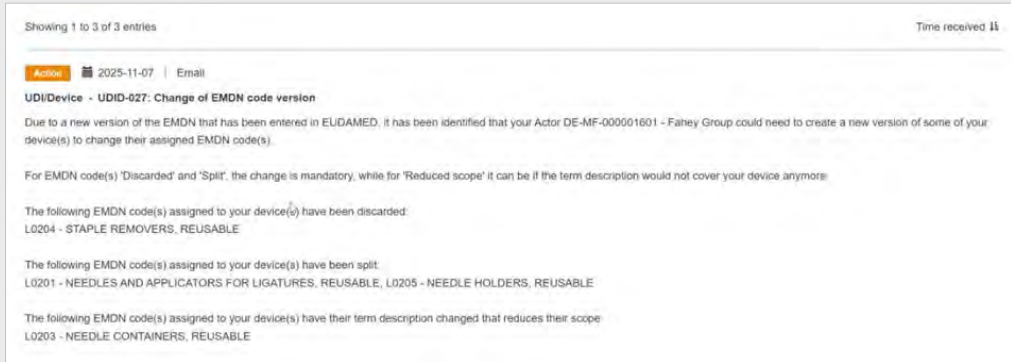 Showing 1 to 3 of 3 entries
Time received
Action 2025-11-07 | Email
UDI/Device - UDID-027: Change of EMDN code version
Due to a new version of the EMDN that has been entered in EUDAMED, it has been identified that your Actor DE-MF-000001601 - Fahey Group could need to create a new version of some of your
device(s) to change their assigned EMDN code(s).
For EMDN code(s) 'Discarded' and 'Split', the change is mandatory, while for 'Reduced scope' it can be if the term description would not cover your device anymore
The following EMDN code(s) assigned to your device(s) have been discarded:
L0204 - STAPLE REMOVERS, REUSABLE
The following EMDN code(s) assigned to your device(s) have been split:
L0201 - NEEDLES AND APPLICATORS FOR LIGATURES, REUSABLE, L0205 - NEEDLE HOLDERS, REUSABLE
The following EMDN code(s) assigned to your device(s) have their term description changed that reduces their scope
L0203 - NEEDLE CONTAINERS, REUSABLE